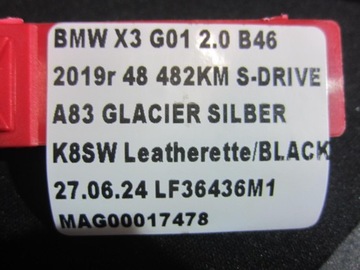 BMW X3 G01 2.0 B46
2019r 48 482KM S-DRIVE
A83 GLACIER SILBER
K8SW Leatherette/BLACK
27.06.24 LF36436M1
MAG00017478